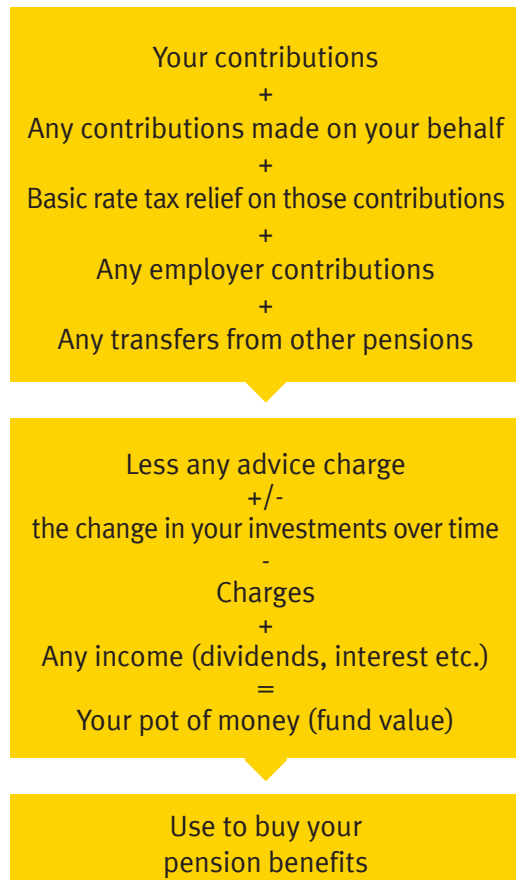 Your contributions
+
Any contributions made on your behalf
+
Basic rate tax relief on those contributions
+
Any employer contributions
+
Any transfers from other pensions
Less any advice charge
+/-
the change in your investments over time
-
Charges
+
Any income (dividends, interest etc.)
=
Your pot of money (fund value)
Use to buy your
pension benefits